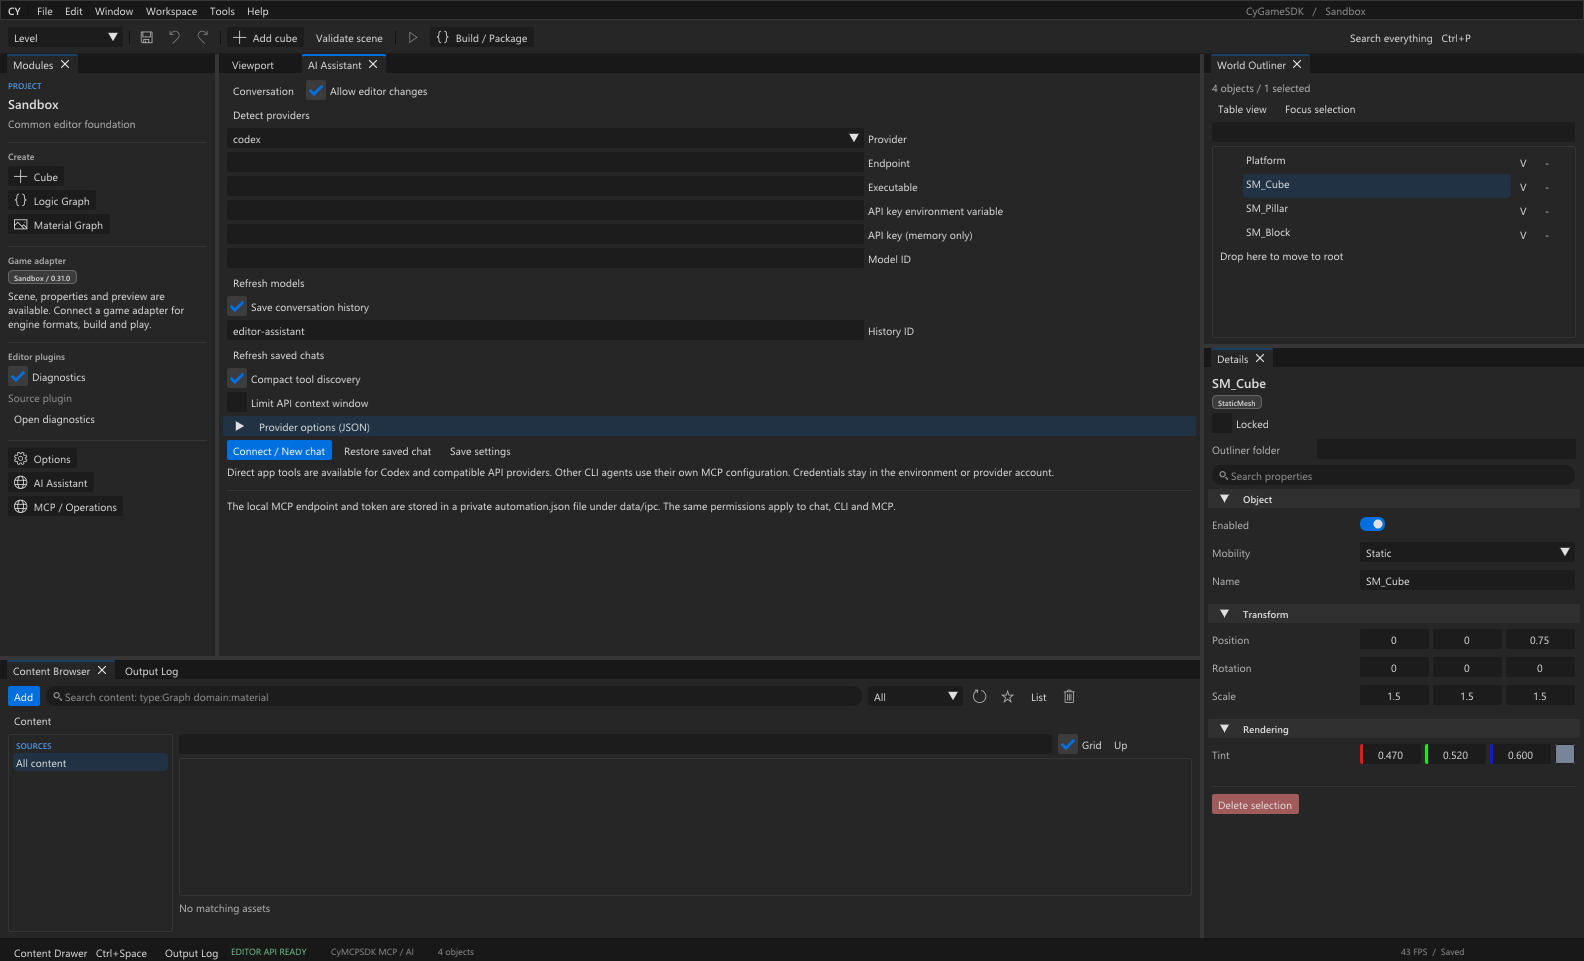 CY File Edit Window Workspace Tools Help CyGameSDK / Sandbox
Level Add cube Validate scene Build / Package Search everything Ctrl+P
Modules
PROJECT
Sandbox
Common editor foundation
Create
Cube
Logic Graph
Material Graph
Game adapter
Sandbox / 0.31.0
Scene, properties and preview are
available. Connect a game adapter for
engine formats, build and play.
Editor plugins
Diagnostics
Source plugin
Open diagnostics
Options
AI Assistant
MCP / Operations
Viewport AI Assistant
Conversation Allow editor changes
Detect providers
codex Provider
Endpoint
Executable
API key environment variable
API key (memory only)
Model ID
Refresh models
Save conversation history
editor-assistant History ID
Refresh saved chats
Compact tool discovery
Limit API context window
Provider options (JSON)
Connect / New chat Restore saved chat Save settings
Direct app tools are available for Codex and compatible API providers. Other CLI agents use their own MCP configuration. Credentials stay in the environment or provider account.
The local MCP endpoint and token are stored in a private automation.json file under data/ipc. The same permissions apply to chat, CLI and MCP.
World Outliner
4 objects / 1 selected
Table view Focus selection
Platform V -
SM_Cube V -
SM_Pillar V -
SM_Block V -
Drop here to move to root
Details
SM_Cube
StaticMesh
Locked
Outliner folder
Search properties
Object
Enabled
Mobility Static
Name SM_Cube
Transform
Position 0 0 0.75
Rotation 0 0 0
Scale 1.5 1.5 1.5
Rendering
Tint 0.470 0.520 0.600
Delete selection
Content Browser Output Log
Add Search content: type:Graph domain:material All List
Content
SOURCES
All content
Grid Up
No matching assets
Content Drawer Ctrl+Space Output Log EDITOR API READY CyMCPSDK MCP / AI 4 objects 43 FPS / Saved